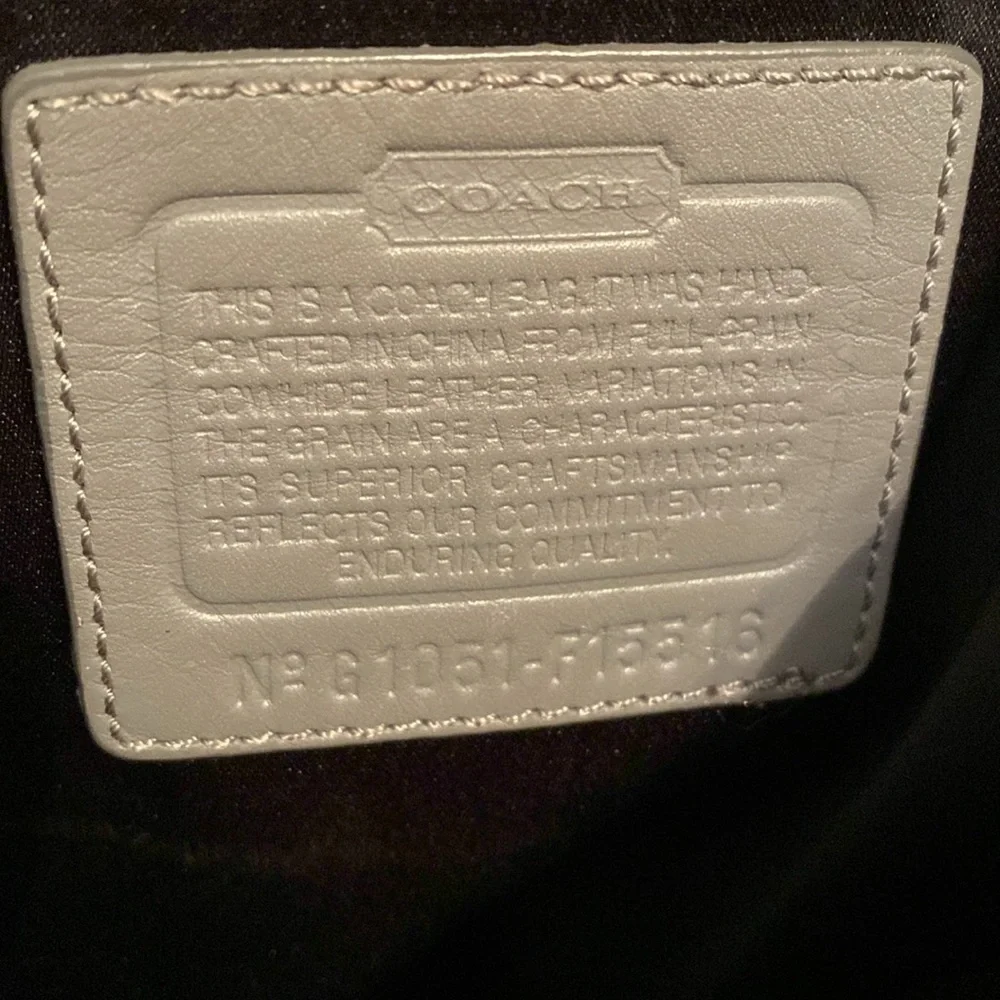 COACH
THIS IS A COACH BAG. IT WAS HAND-
CRAFTED IN CHINA FROM FULL-GRAIN
COWHIDE LEATHER. VARIATIONS IN
THE GRAIN ARE A CHARACTERISTIC.
ITS SUPERIOR CRAFTSMANSHIP
REFLECTS OUR COMMITMENT TO
ENDURING QUALITY.
Nº G1051-F15516